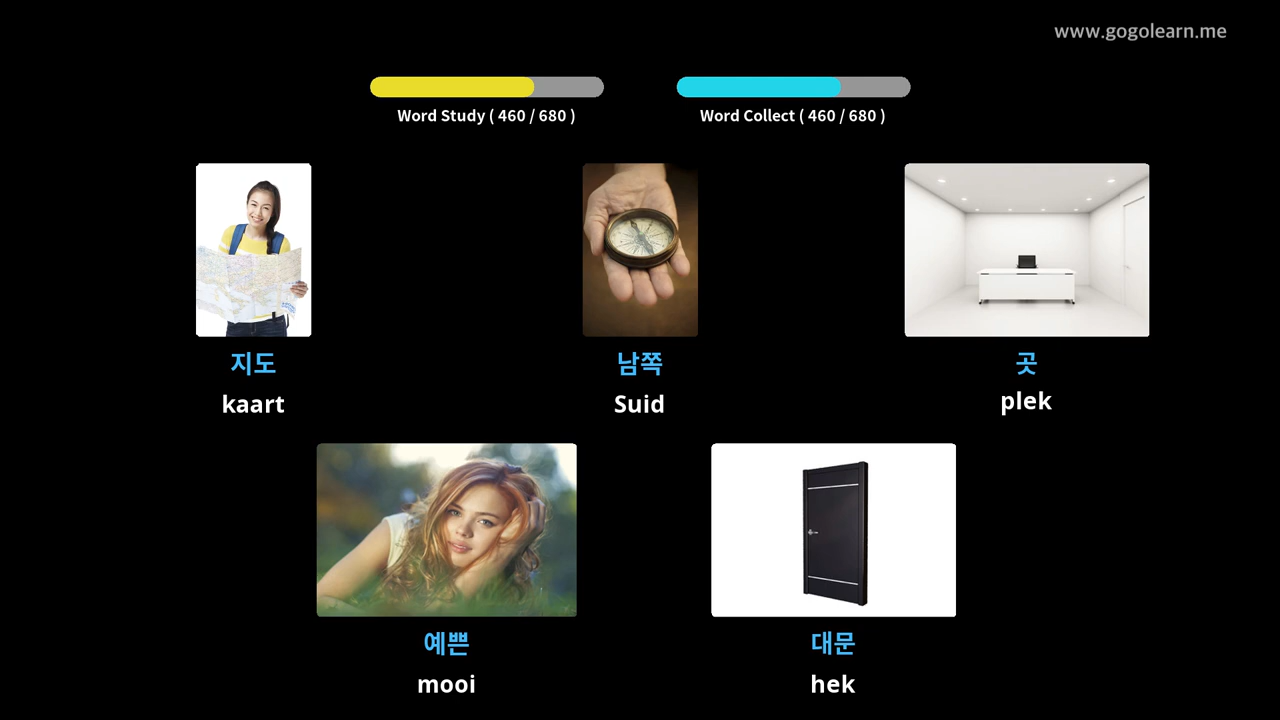 www.gogolearn.me
Word Study ( 460 / 680 )
Word Collect ( 460 / 680 )
지도
kaart
남쪽
Suid
곳
plek
예쁜
mooi
대문
hek